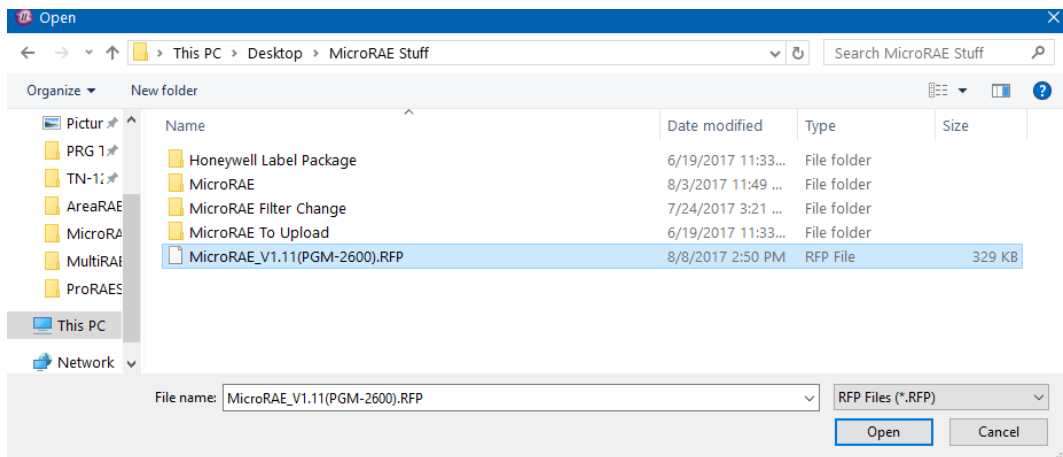 Open
This PC > Desktop > MicroRAE Stuff
Search MicroRAE Stuff
Organize
New folder
Name
Date modified
Type
Size
Pictur
PRG 1
TN-12
AreaRAE
MicroRA
MultiRAE
ProRAES
This PC
Network
Honeywell Label Package 6/19/2017 11:33... File folder
MicroRAE 8/3/2017 11:49 ... File folder
MicroRAE FIlter Change 7/24/2017 3:21 ... File folder
MicroRAE To Upload 6/19/2017 11:33... File folder
MicroRAE_V1.11(PGM-2600).RFP 8/8/2017 2:50 PM RFP File 329 KB
File name: MicroRAE_V1.11(PGM-2600).RFP
RFP Files (*.RFP)
Open
Cancel